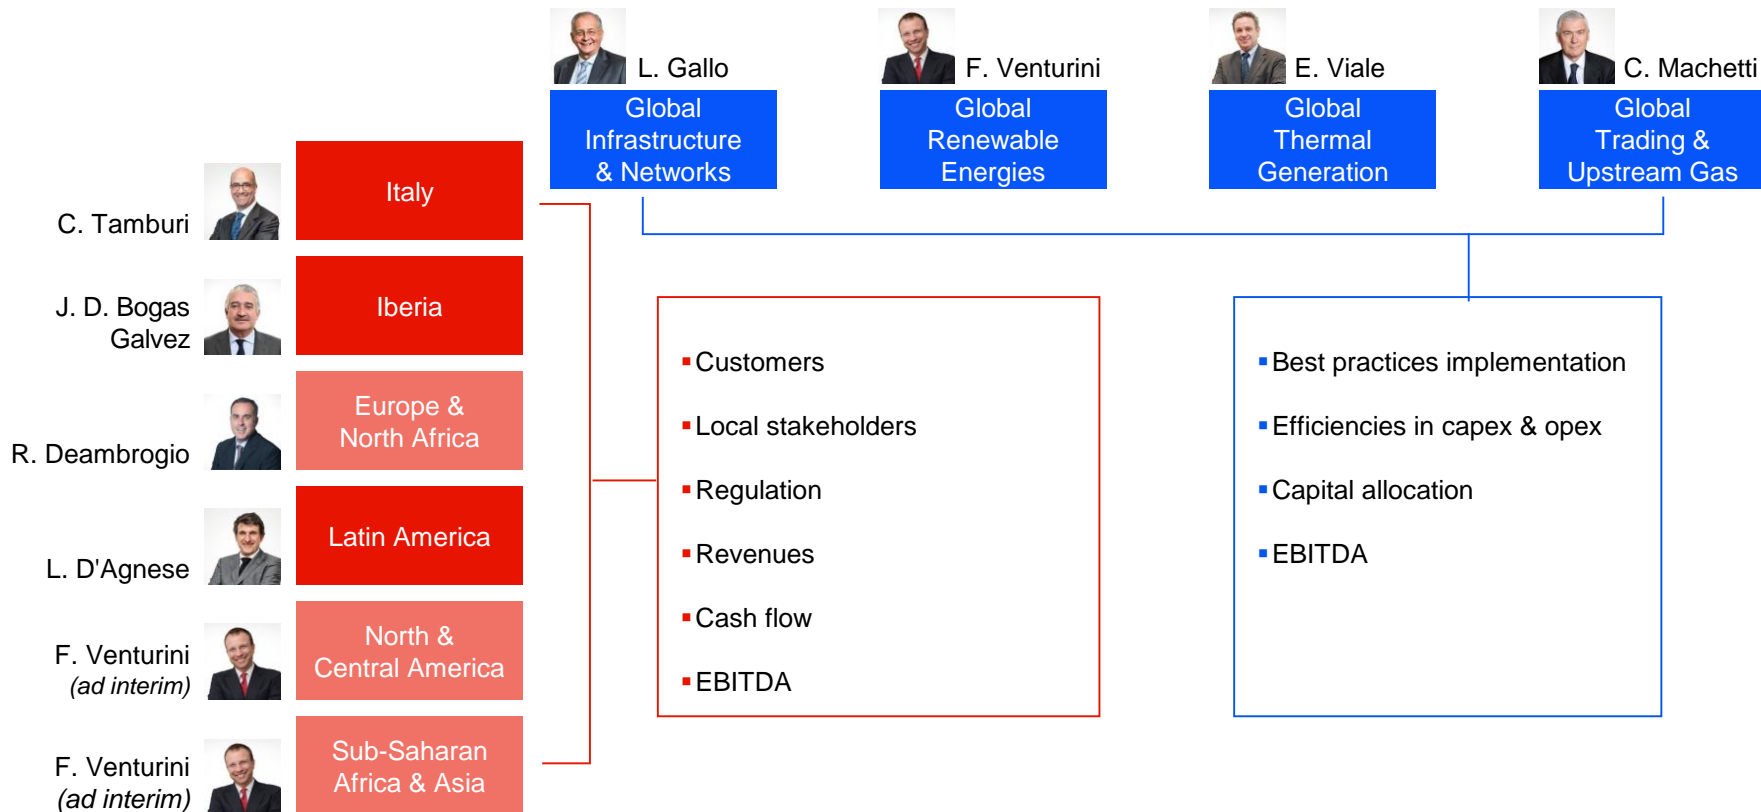 L. Gallo
F. Venturini
E. Viale
C. Machetti
Global
Infrastructure
& Networks
Global
Renewable
Energies
Global
Thermal
Generation
Global
Trading &
Upstream Gas
C. Tamburi
Italy
J. D. Bogas
Galvez
Iberia
R. Deambrogio
Europe &
North Africa
L. D'Agnese
Latin America
F. Venturini
(ad interim)
North &
Central America
F. Venturini
(ad interim)
Sub-Saharan
Africa & Asia
▪Customers
▪Local stakeholders
▪Regulation
▪Revenues
▪Cash flow
▪EBITDA
▪Best practices implementation
▪Efficiencies in capex & opex
▪Capital allocation
▪EBITDA